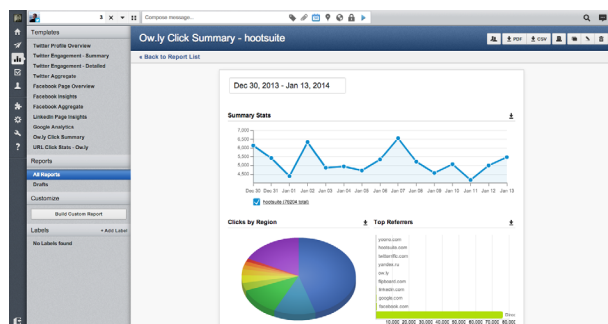 3
Compose message...
Templates
Twitter Profile Overview
Twitter Engagement - Summary
Twitter Engagement - Detailed
Twitter Aggregate
Facebook Page Overview
Facebook Insights
Facebook Aggregate
LinkedIn Page Insights
Google Analytics
Ow.ly Click Summary
URL Click Stats - Ow.ly
Reports
All Reports
Drafts
Customize
Build Custom Report
Labels
+ Add Label
No Labels found
Ow.ly Click Summary - hootsuite
PDF
CSV
« Back to Report List
Dec 30, 2013 - Jan 13, 2014
Summary Stats
7,000
6,500
6,000
5,500
5,000
4,500
Dec 30 Dec 31 Jan 01 Jan 02 Jan 03 Jan 04 Jan 05 Jan 06 Jan 07 Jan 08 Jan 09 Jan 10 Jan 11 Jan 12 Jan 13
Clicks by Region
Top Referrers
hootsuite.com
yandex.ru
ow.ly
flipboard.com
linkedin.com
google.com
facebook.com
10,000 20,000 30,000 40,000 50,000 60,000 70,000 80,000